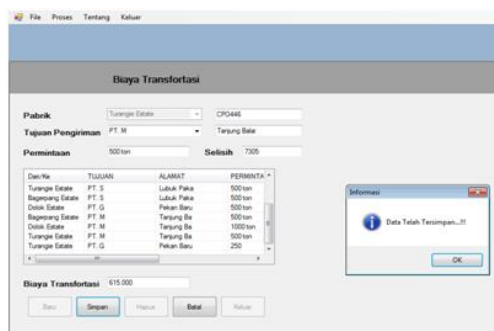 File Proses Tentang Keluar
Biaya Transfortasi
Pabrik Turangie Estate CPO446
Tujuan Pengiriman PT. M Tanjung Balai
Permintaan 500 ton Selisih 7305
Dari/Ke TUJUAN ALAMAT PERMINTA
Turangie Estate PT. S Lubuk Paka 500 ton
Bagerpang Estate PT. S Lubuk Paka 500 ton
Dolok Estate PT. G Pekan Baru 500 ton
Bagerpang Estate PT. M Tanjung Ba 500 ton
Dolok Estate PT. M Tanjung Ba 1000 ton
Turangie Estate PT. M Tanjung Ba 500 ton
Turangie Estate PT. G Pekan Baru 250
Informasi
Data Telah Tersimpan...!!!
OK
Biaya Transfortasi 615.000
Baru Simpan Hapus Batal Keluar